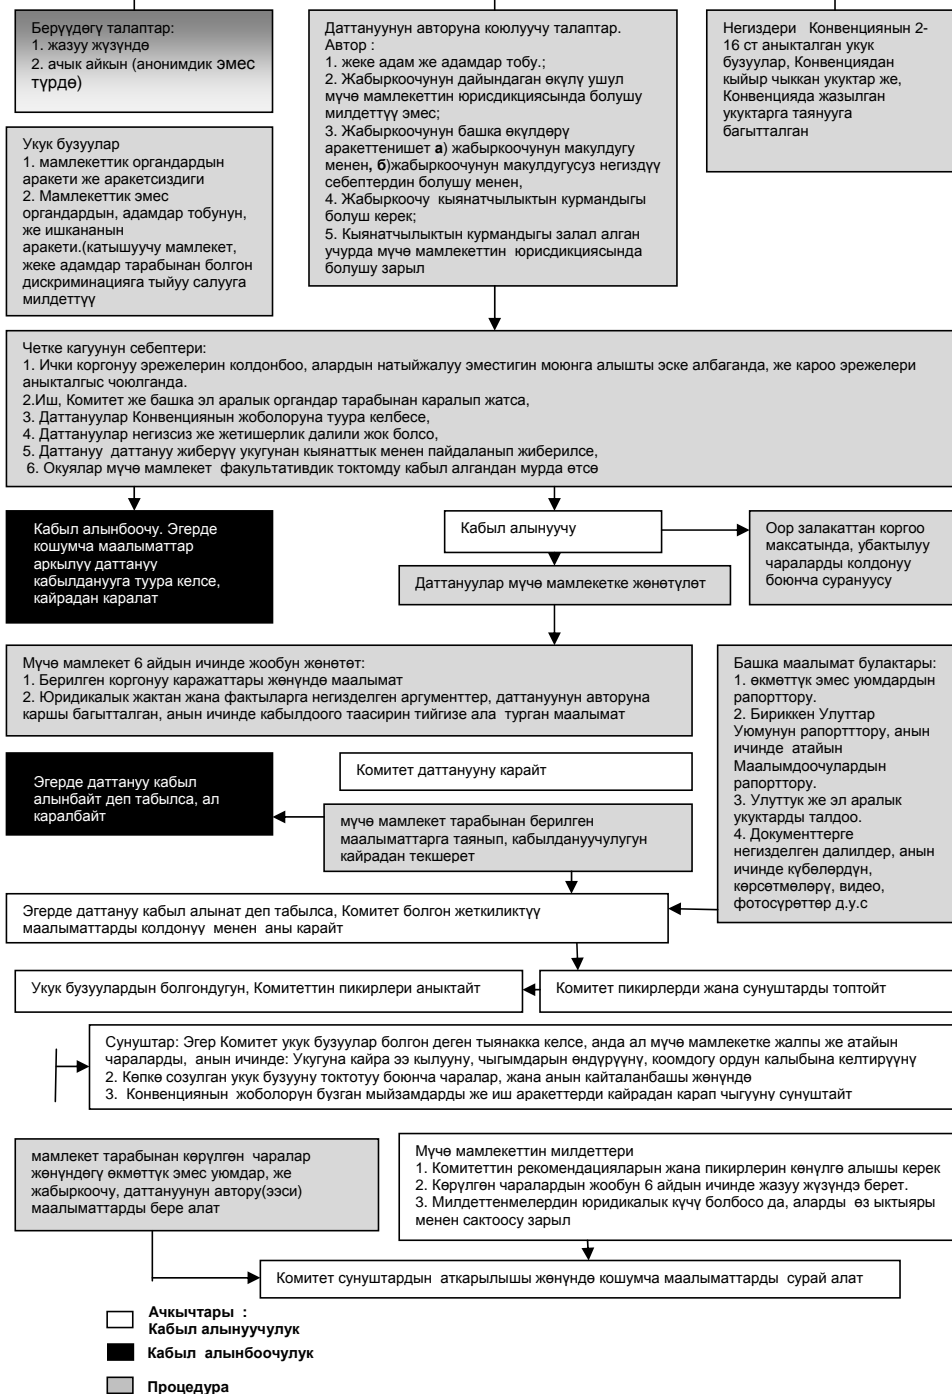 Берүүдөгү талаптар:
1. жазуу жүзүндө
2. ачык айкын (анонимдик эмес
түрдө)
Укук бузуулар
1. мамлекеттик органдардын
аракети же аракетсиздиги
2. Мамлекеттик эмес
органдардын, адамдар тобунун,
же ишкананын
аракети.(катышуучу мамлекет,
жеке адамдар тарабынан болгон
дискриминацияга тыйуу салууга
милдеттүү
Даттануунун авторуна коюлуучу талаптар.
Автор :
1. жеке адам же адамдар тобу.;
2. Жабыркоочунун дайындаган өкүлү ушул
мүчө мамлекеттин юрисдикциясында болушу
милдеттүү эмес;
3. Жабыркоочунун башка өкүлдөрү
аракеттенишет а) жабыркоочунун макулдугу
менен, б)жабыркоочунун макулдугусуз негиздүү
себептердин болушу менен,
4. Жабыркоочу кыянатчылыктын курмандыгы
болуш керек;
5. Кыянатчылыктын курмандыгы залал алган
учурда мүчө мамлекеттин юрисдикциясында
болушу зарыл
Негиздери Конвенциянын 2-
16 ст аныкталган укук
бузуулар, Конвенциядан
кыйыр чыккан укуктар же,
Конвенцияда жазылган
укуктарга таянууга
багытталган
Четке кагуунун себептери:
1. Ички коргонуу эрежелерин колдонбоо, алардын натыйжалуу эместигин моюнга алышты эске албаганда, же кароо эрежелери
аныкталгыс чоюлганда.
2.Иш, Комитет же башка эл аралык органдар тарабынан каралып жатса,
3. Даттануулар Конвенциянын жоболоруна туура келбесе,
4. Даттануулар негизсиз же жетишерлик далили жок болсо,
5. Даттануу даттануу жиберүү укугунан кыянаттык менен пайдаланып жиберилсе,
6. Окуялар мүчө мамлекет факультативдик токтомду кабыл алгандан мурда өтсө
Кабыл алынбоочу. Эгерде
кошумча маалыматтар
аркылуу даттануу
кабылданууга туура келсе,
кайрадан каралат
Кабыл алынуучу
Оор залакаттан коргоо
максатында, убактылуу
чараларды колдонуу
боюнча сурануусу
Даттануулар мүчө мамлекетке жөнөтүлөт
Мүчө мамлекет 6 айдын ичинде жообун жөнөтөт:
1. Берилген коргонуу каражаттары жөнүндө маалымат
2. Юридикалык жактан жана фактыларга негизделген аргументтер, даттануунун авторуна
каршы багытталган, анын ичинде кабылдоого таасирин тийгизе ала турган маалымат
Башка маалымат булактары:
1. өкмөттүк эмес уюмдардын
рапорттору.
2. Бириккен Улуттар
Уюмунун рапортттору, анын
ичинде атайын
Маалымдоочулардын
рапорттору.
3. Улуттук же эл аралык
укуктарды талдоо.
4. Документтерге
негизделген далилдер, анын
ичинде күбөлөрдүн,
көрсөтмөлөрү, видео,
фотосүрөттөр д.у.с
Эгерде даттануу кабыл
алынбайт деп табылса, ал
каралбайт
Комитет даттанууну карайт
мүчө мамлекет тарабынан берилген
маалыматтарга таянып, кабылдануучулугун
кайрадан текшерет
Эгерде даттануу кабыл алынат деп табылса, Комитет болгон жеткиликтүү
маалыматтарды колдонуу менен аны карайт
Укук бузуулардын болгондугун, Комитеттин пикирлери аныктайт
Комитет пикирлерди жана сунуштарды топтойт
Сунуштар: Эгер Комитет укук бузуулар болгон деген тыянакка келсе, анда ал мүчө мамлекетке жалпы же атайын
чараларды, анын ичинде: Укугуна кайра ээ кылууну, чыгымдарын өндүрүүнү, коомдогу ордун калыбына келтирүүнү
2. Көпкө созулган укук бузууну токтотуу боюнча чаралар, жана анын кайталанбашы жөнүндө
3. Конвенциянын жоболорун бузган мыйзамдарды же иш аракеттерди кайрадан карап чыгууну сунуштайт
мамлекет тарабынан көрүлгөн чаралар
жөнүндөгү өкмөттүк эмес уюмдар, же
жабыркоочу, даттануунун автору(ээси)
маалыматтарды бере алат
Мүчө мамлекеттин милдеттери
1. Комитеттин рекомендацияларын жана пикирлерин көнүлгө алышы керек
2. Көрүлгөн чаралардын жообун 6 айдын ичинде жазуу жүзүндө берет.
3. Милдеттенмелердин юридикалык күчү болбосо да, аларды өз ыктыяры
менен сактоосу зарыл
Комитет сунуштардын аткарылышы жөнүндө кошумча маалыматтарды сурай алат
Ачкычтары :
Кабыл алынуучулук
Кабыл алынбоочулук
Процедура